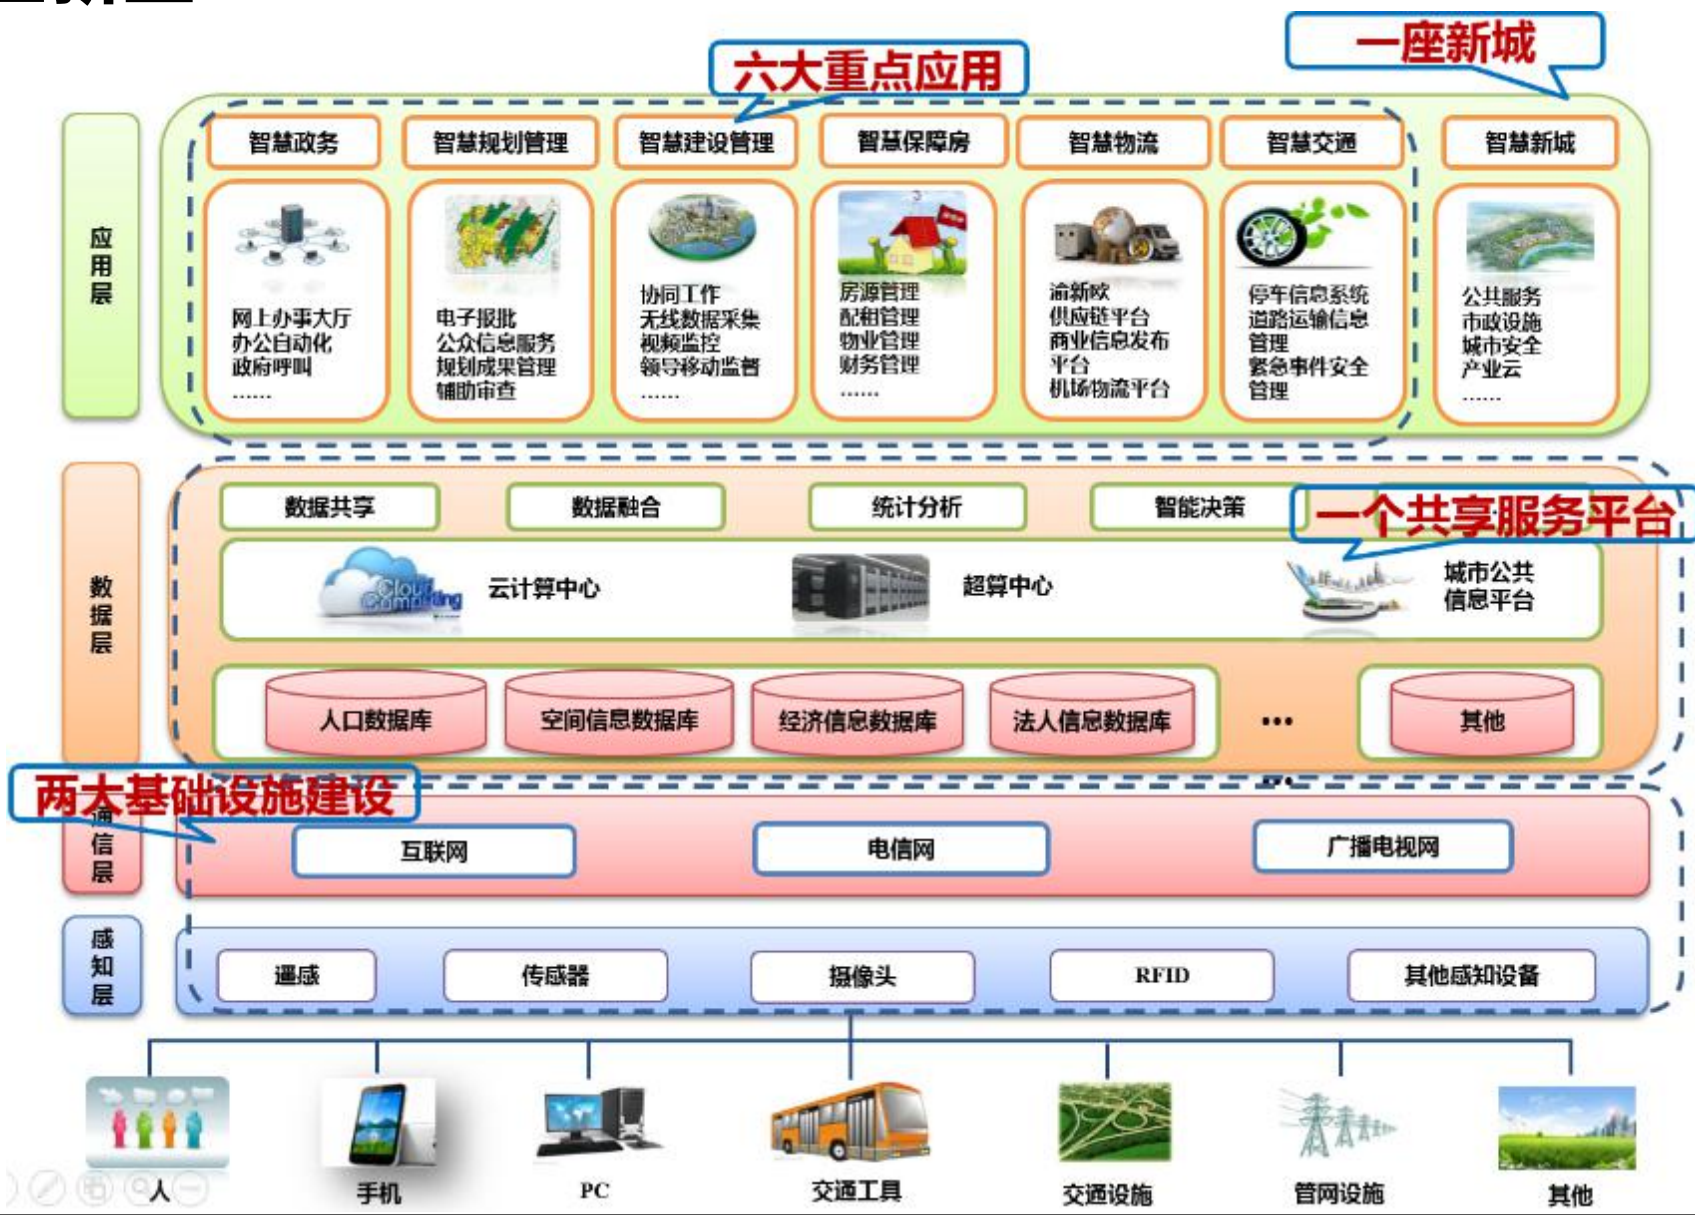 一座新城
六大重点应用
智慧政务
智慧规划管理
智慧建设管理
智慧保障房
智慧物流
智慧交通
智慧新城
应用层
网上办事大厅
办公自动化
政府呼叫
……
电子报批
公众信息服务
规划成果管理
辅助审查
协同工作
无线数据采集
视频监控
领导移动监督
……
房源管理
配租管理
物业管理
财务管理
……
渝新欧
供应链平台
商业信息发布
平台
机场物流平台
停车信息系统
道路运输信息
管理
紧急事件安全
管理
公共服务
市政设施
城市安全
产业云
……
数据层
数据共享
数据融合
统计分析
智能决策
一个共享服务平台
Cloud
Computing
云计算中心
超算中心
城市公共
信息平台
人口数据库
空间信息数据库
经济信息数据库
法人信息数据库
...
其他
...
两大基础设施建设
通信层
互联网
电信网
广播电视网
感知层
遥感
传感器
摄像头
RFID
其他感知设备
人
手机
PC
交通工具
交通设施
管网设施
其他